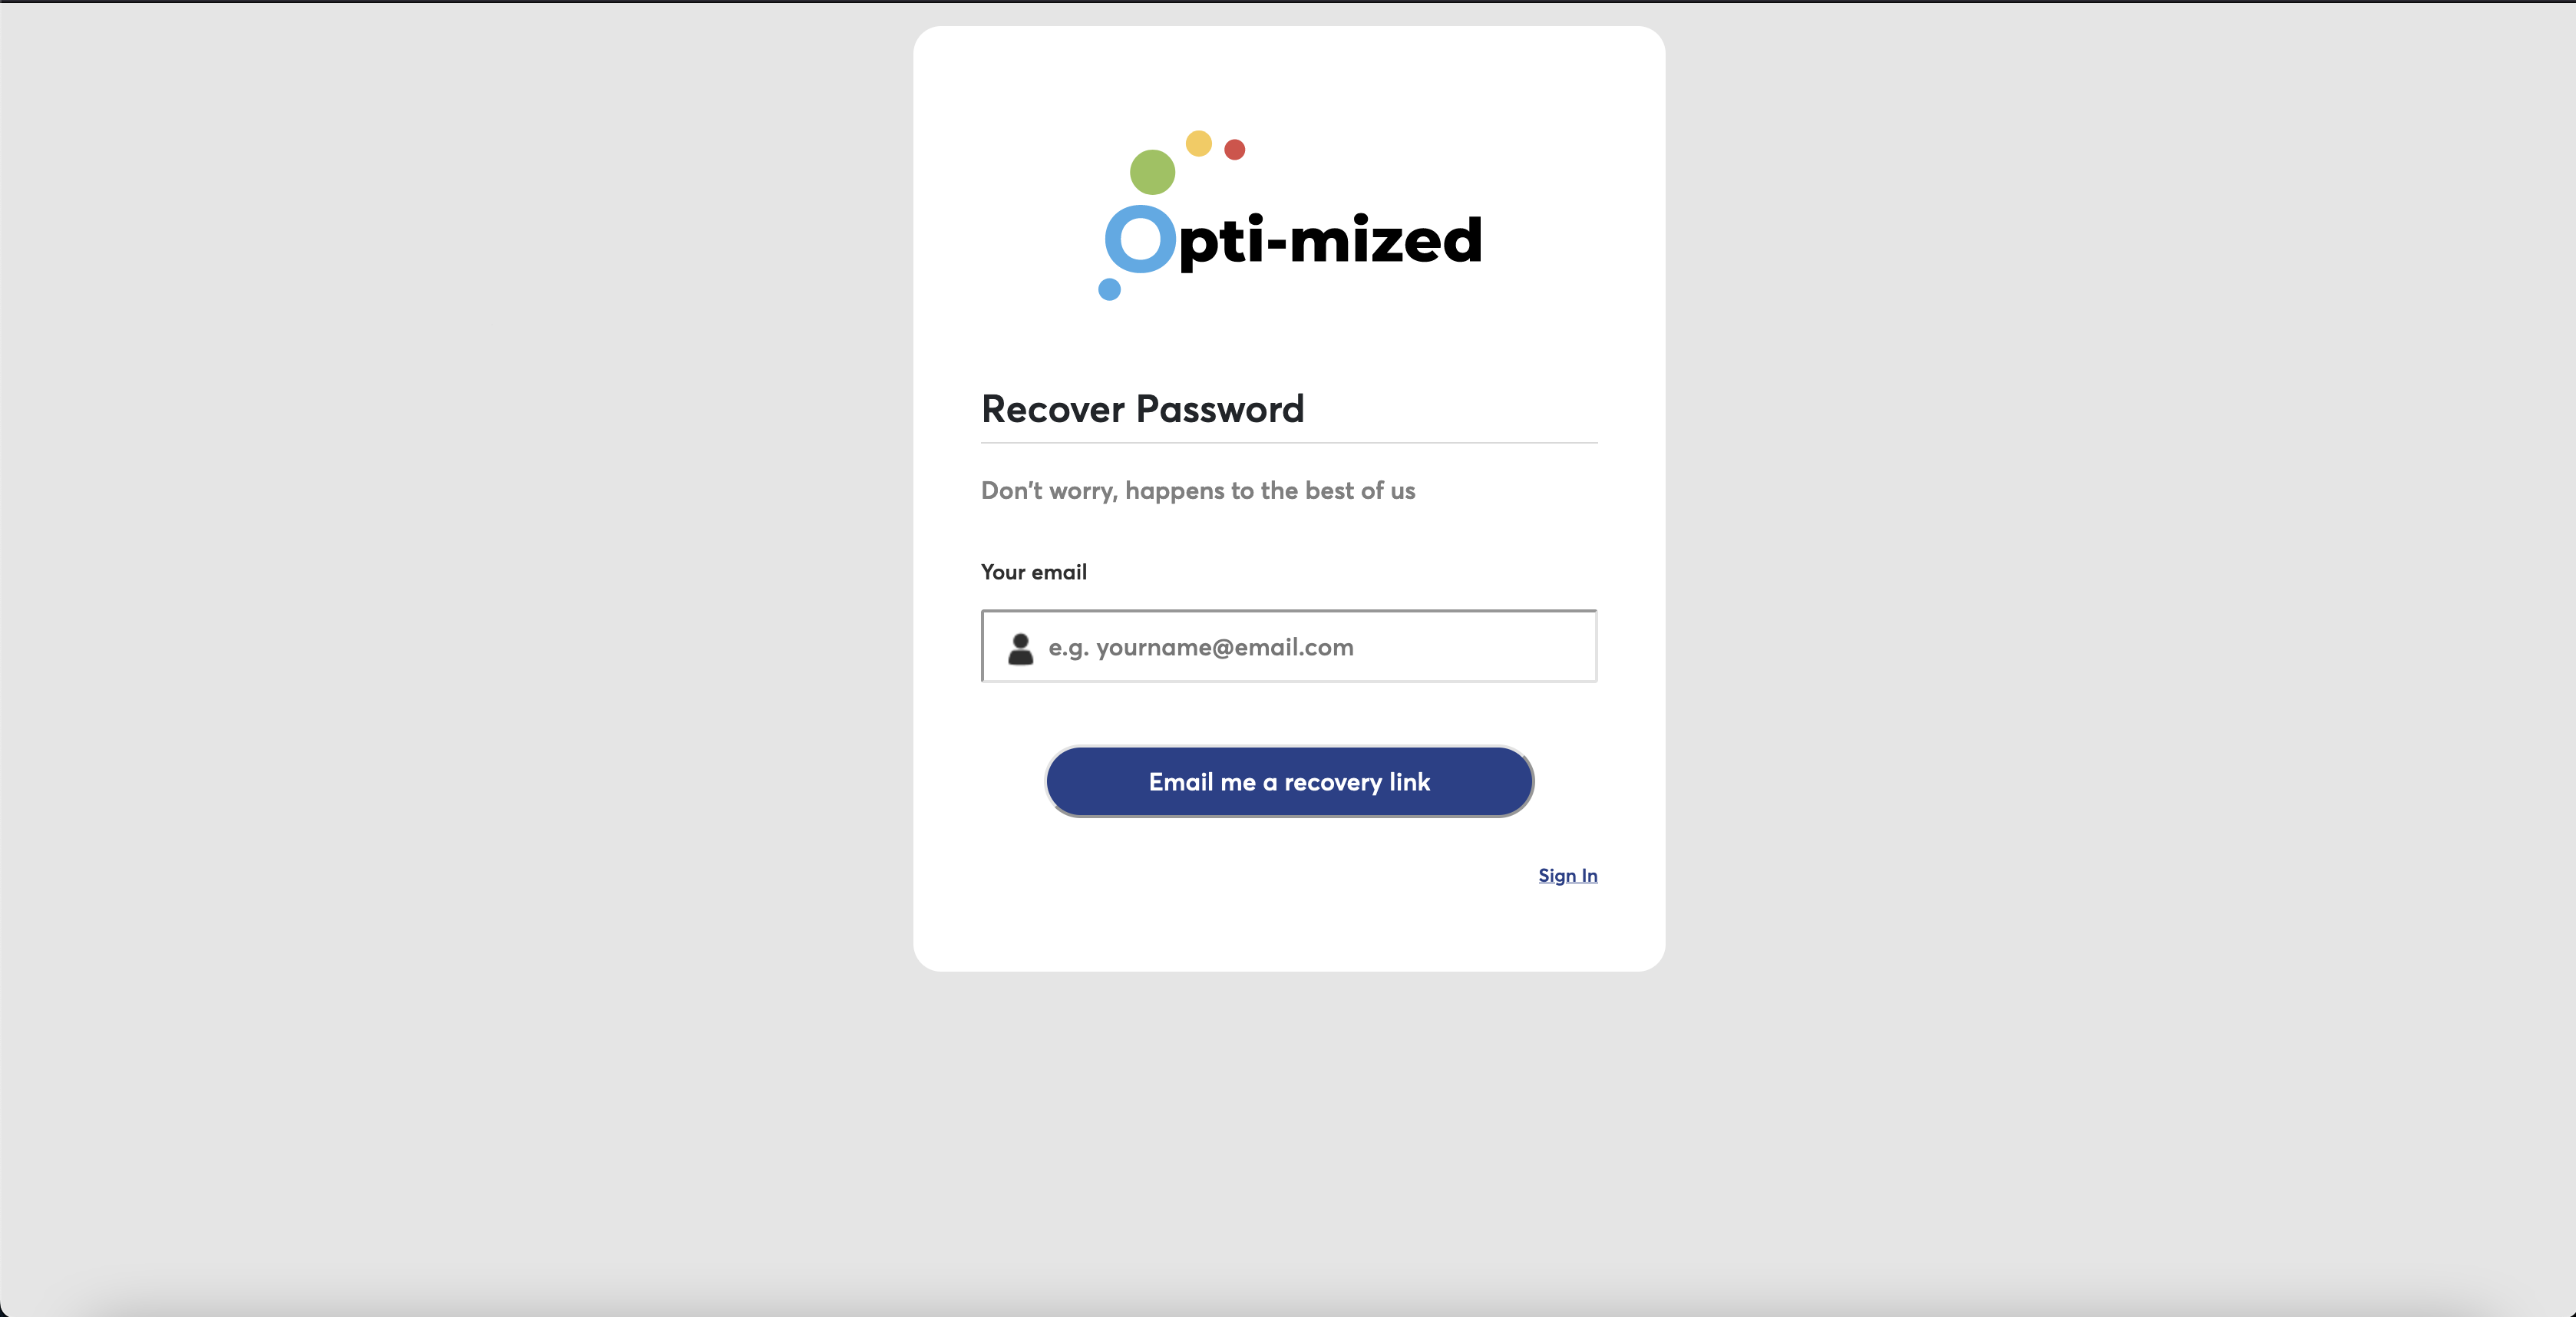 Opti-mized
Recover Password
Don't worry, happens to the best of us
Your email
e.g. yourname@email.com
Email me a recovery link
Sign In